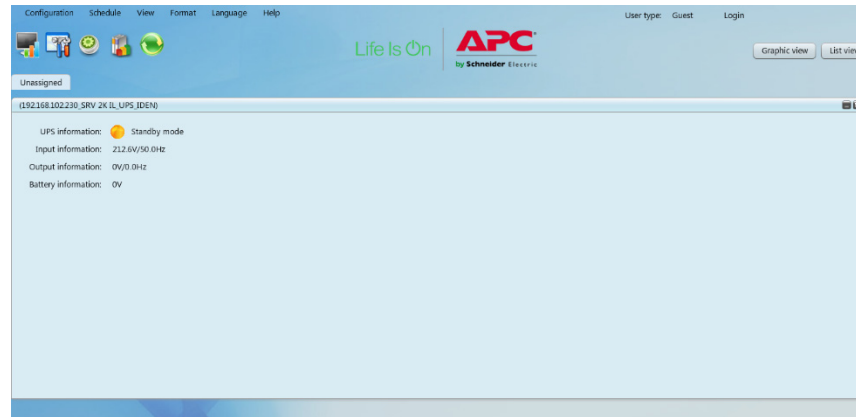 Configuration Schedule View Format Language Help
User type: Guest Login
Life Is On
APC
by Schneider Electric
Graphic view List view
Unassigned
(192.168.102.230_SRV 2K IL_UPS_IDEN)
UPS information: Standby mode
Input information: 212.6V/50.0Hz
Output information: 0V/0.0Hz
Battery information: 0V